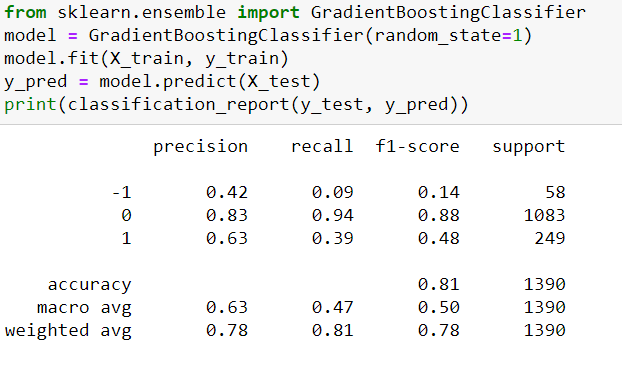 from sklearn.ensemble import GradientBoostingClassifier
model = GradientBoostingClassifier(random_state=1)
model.fit(X_train, y_train)
y_pred = model.predict(X_test)
print(classification_report(y_test, y_pred))
precision recall f1-score support
-1 0.42 0.09 0.14 58
0 0.83 0.94 0.88 1083
1 0.63 0.39 0.48 249
accuracy 0.81 1390
macro avg 0.63 0.47 0.50 1390
weighted avg 0.78 0.81 0.78 1390